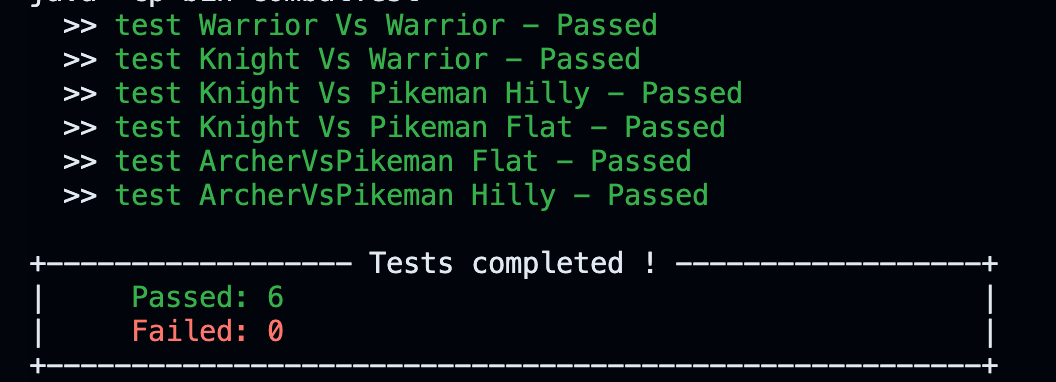 >> test Warrior Vs Warrior – Passed
>> test Knight Vs Warrior – Passed
>> test Knight Vs Pikeman Hilly – Passed
>> test Knight Vs Pikeman Flat – Passed
>> test ArcherVsPikeman Flat – Passed
>> test ArcherVsPikeman Hilly – Passed
+------------------ Tests completed ! ------------------+
| Passed: 6 |
| Failed: 0 |
+-------------------------------------------------------+